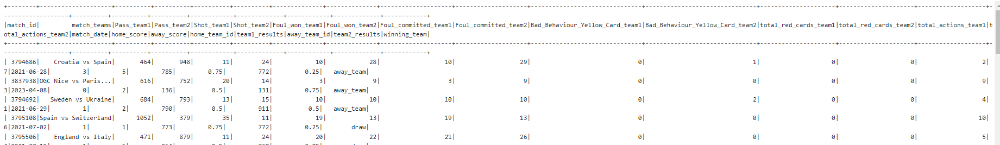 |match_id|         match_teams|Pass_team1|Pass_team2|Shot_team1|Shot_team2|Foul_won_team1|Foul_won_team2|Foul_committed_team1|Foul_committed_team2|Bad_Behaviour_Yellow_Card_team1|Bad_Behaviour_Yellow_Card_team2|total_red_cards_team1|total_red_cards_team2|total_actions_team1|t
otal_actions_team2|match_date|home_score|away_score|home_team_id|team1_results|away_team_id|team2_results|winning_team|
| 3794686|    Croatia vs Spain|       464|       948|        11|        24|            10|            28|                  10|                  29|                              0|                              1|                    0|                    0|                  2|
7|2021-06-28|         3|         5|         785|         0.75|         772|         0.25|   away_team|
| 3837938|OGC Nice vs Paris...|       616|       752|        20|        14|             3|             9|                   3|                   9|                              0|                              0|                    0|                    0|                  9|
3|2023-04-08|         0|         2|         136|          0.5|         131|         0.75|   away_team|
| 3794692|   Sweden vs Ukraine|       684|       793|        13|        15|            10|            10|                  10|                  10|                              0|                              2|                    0|                    0|                  4|
1|2021-06-29|         1|         2|         790|          0.5|         911|          0.5|   away_team|
| 3795108|Spain vs Switzerland|      1052|       379|        35|        11|            19|            13|                  19|                  13|                              0|                              0|                    0|                    0|                 10|
6|2021-07-02|         1|         1|         773|         0.75|         772|         0.25|        draw|
| 3795506|    England vs Italy|       471|       879|        11|        24|            20|            22|                  21|                  26|                              0|                              0|                    0|                    0|                  5|